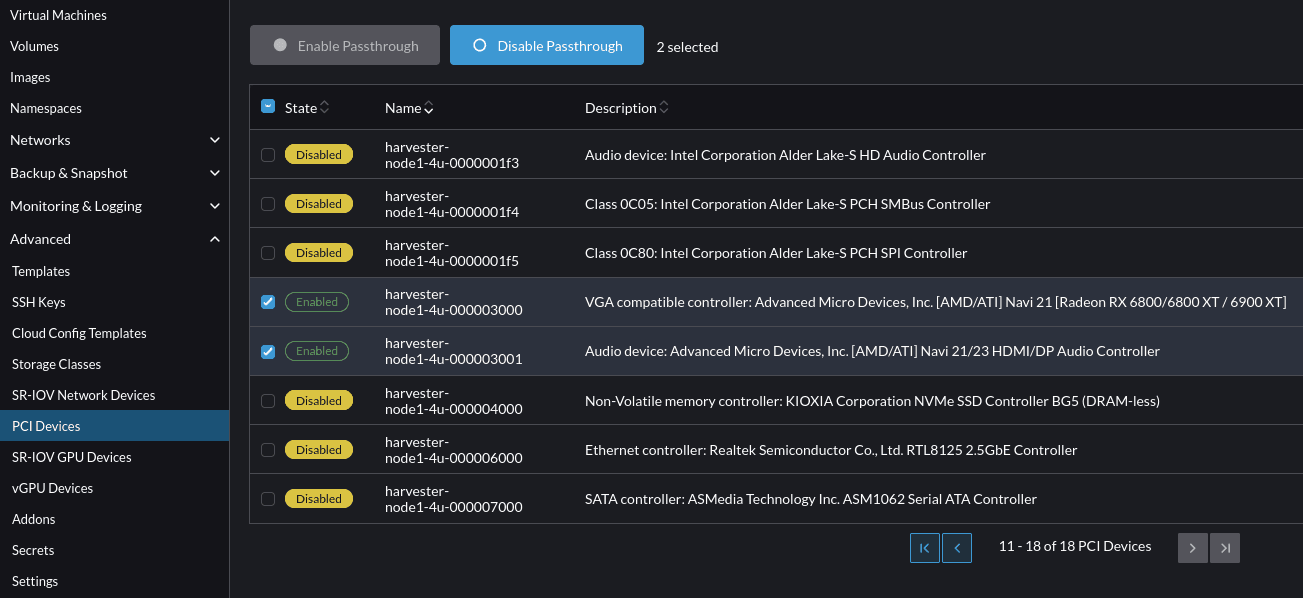 Virtual Machines
Volumes
Images
Namespaces
Networks
Backup & Snapshot
Monitoring & Logging
Advanced
Templates
SSH Keys
Cloud Config Templates
Storage Classes
SR-IOV Network Devices
PCI Devices
SR-IOV GPU Devices
vGPU Devices
Addons
Secrets
Settings
Enable Passthrough Disable Passthrough 2 selected
State Name Description
Disabled harvester-
node1-4u-0000001f3 Audio device: Intel Corporation Alder Lake-S HD Audio Controller
Disabled harvester-
node1-4u-0000001f4 Class 0C05: Intel Corporation Alder Lake-S PCH SMBus Controller
Disabled harvester-
node1-4u-0000001f5 Class 0C80: Intel Corporation Alder Lake-S PCH SPI Controller
Enabled harvester-
node1-4u-000003000 VGA compatible controller: Advanced Micro Devices, Inc. [AMD/ATI] Navi 21 [Radeon RX 6800/6800 XT / 6900 XT]
Enabled harvester-
node1-4u-000003001 Audio device: Advanced Micro Devices, Inc. [AMD/ATI] Navi 21/23 HDMI/DP Audio Controller
Disabled harvester-
node1-4u-000004000 Non-Volatile memory controller: KIOXIA Corporation NVMe SSD Controller BG5 (DRAM-less)
Disabled harvester-
node1-4u-000006000 Ethernet controller: Realtek Semiconductor Co., Ltd. RTL8125 2.5GbE Controller
Disabled harvester-
node1-4u-000007000 SATA controller: ASMedia Technology Inc. ASM1062 Serial ATA Controller
11 - 18 of 18 PCI Devices